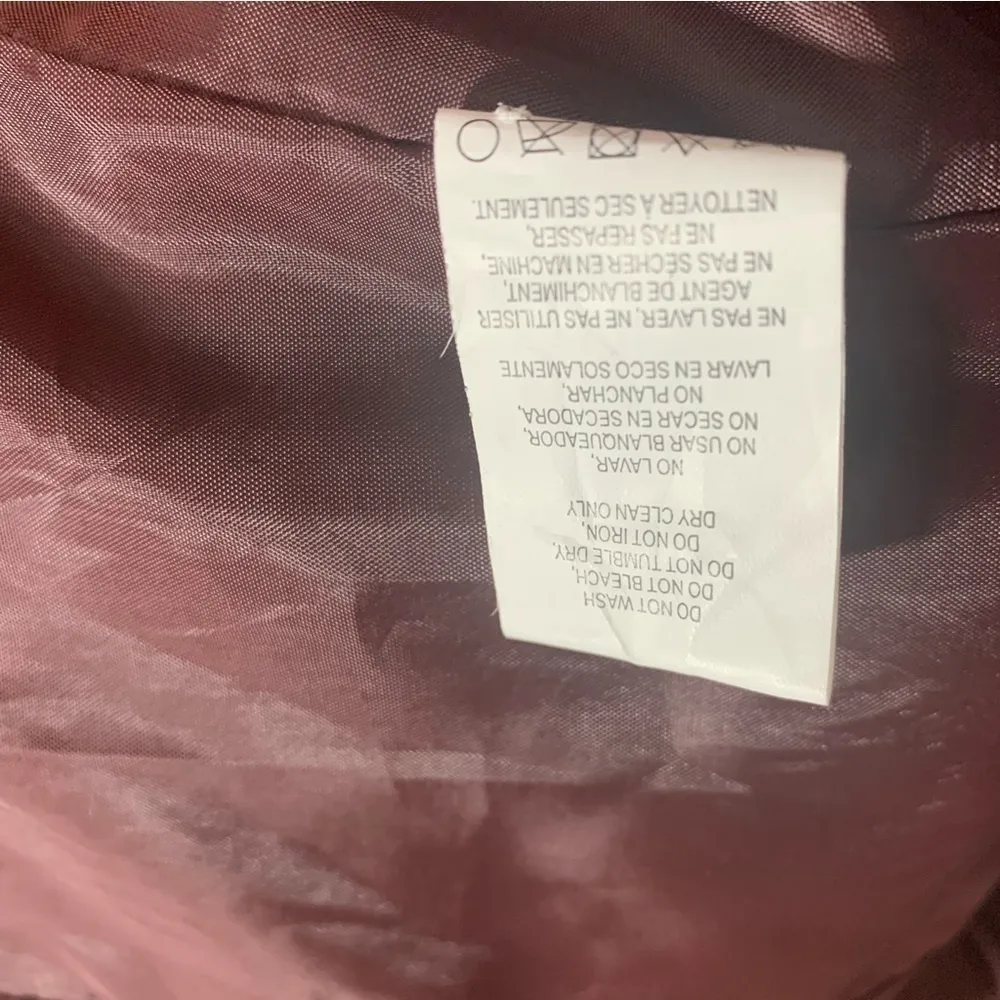 DO NOT WASH
DO NOT BLEACH,
DO NOT TUMBLE DRY,
DO NOT IRON,
DRY CLEAN ONLY
NO LAVAR,
NO USAR BLANQUEADOR,
NO SECAR EN SECADORA,
NO PLANCHAR,
LAVAR EN SECO SOLAMENTE
NE PAS LAVER, NE PAS UTILISER
AGENT DE BLANCHIMENT,
NE PAS SÉCHER EN MACHINE,
NE PAS REPASSER,
NETTOYER À SEC SEULEMENT.